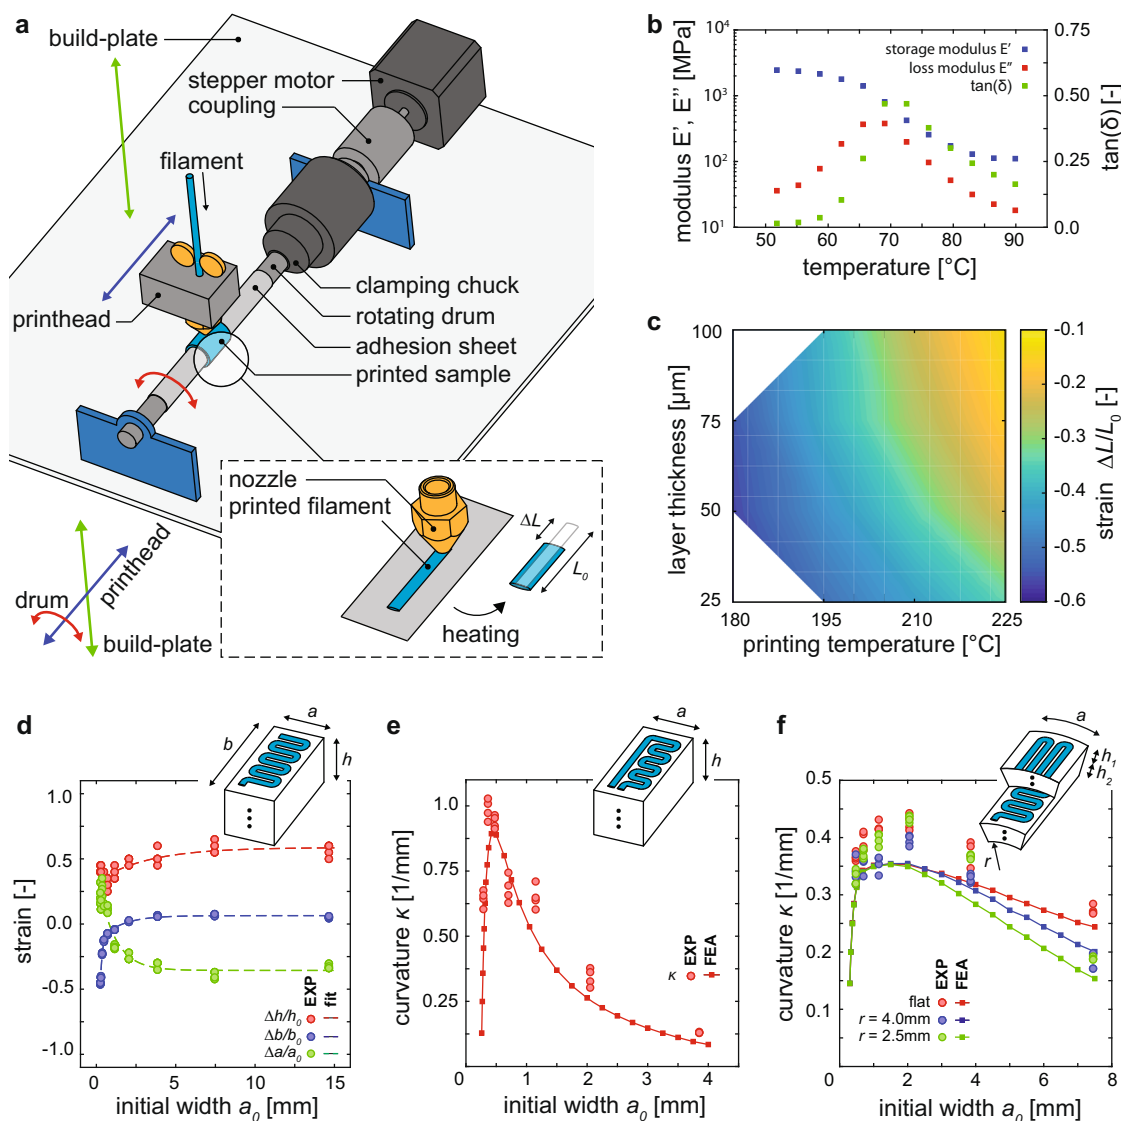 a
build-plate
stepper motor
coupling
filament
printhead
clamping chuck
rotating drum
adhesion sheet
printed sample
nozzle
printed filament
ΔL
L0
heating
printhead
drum
build-plate
b
storage modulus E'
loss modulus E''
tan(δ)
modulus E', E'' [MPa]
10^4
10^3
10^2
10^1
tan(δ) [-]
0.75
0.50
0.25
0.0
50 60 70 80 90
temperature [°C]
c
layer thickness [µm]
100
75
50
25
180 195 210 225
printing temperature [°C]
-0.1
-0.2
-0.3
-0.4
-0.5
-0.6
strain ΔL/L0 [-]
d
a
b
h
strain [-]
1.0
0.5
0.0
-0.5
-1.0
EXP
fit
Δh/h0
Δb/b0
Δa/a0
0 5 10 15
initial width a0 [mm]
e
a
h
curvature κ [1/mm]
1.0
0.75
0.50
0.25
EXP
FEA
κ
0 1 2 3 4
initial width a0 [mm]
f
a
h1
h2
r
curvature κ [1/mm]
0.5
0.4
0.3
0.2
0.1
EXP
FEA
flat
r = 4.0mm
r = 2.5mm
0 2 4 6 8
initial width a0 [mm]